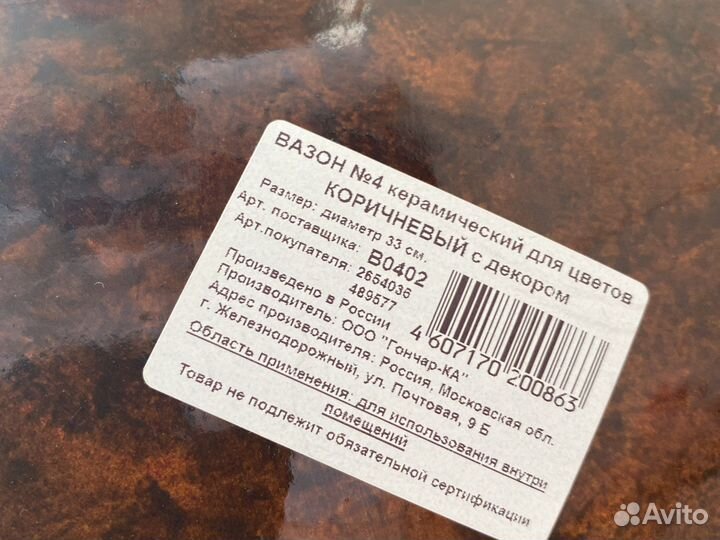 ВАЗОН №4 керамический для цветов
КОРИЧНЕВЫЙ с декором
Размер: диаметр 33 см.
Арт. поставщика: В0402
Арт.покупателя: 2654036
489577
Произведено в России
Производитель: ООО "Гончар-КА"
Адрес производителя: Россия, Московская обл.
г. Железнодорожный, ул. Почтовая, 9 Б
Область применения: для использования внутри
помещений
Товар не подлежит обязательной сертификации
4 607170 200863
Avito